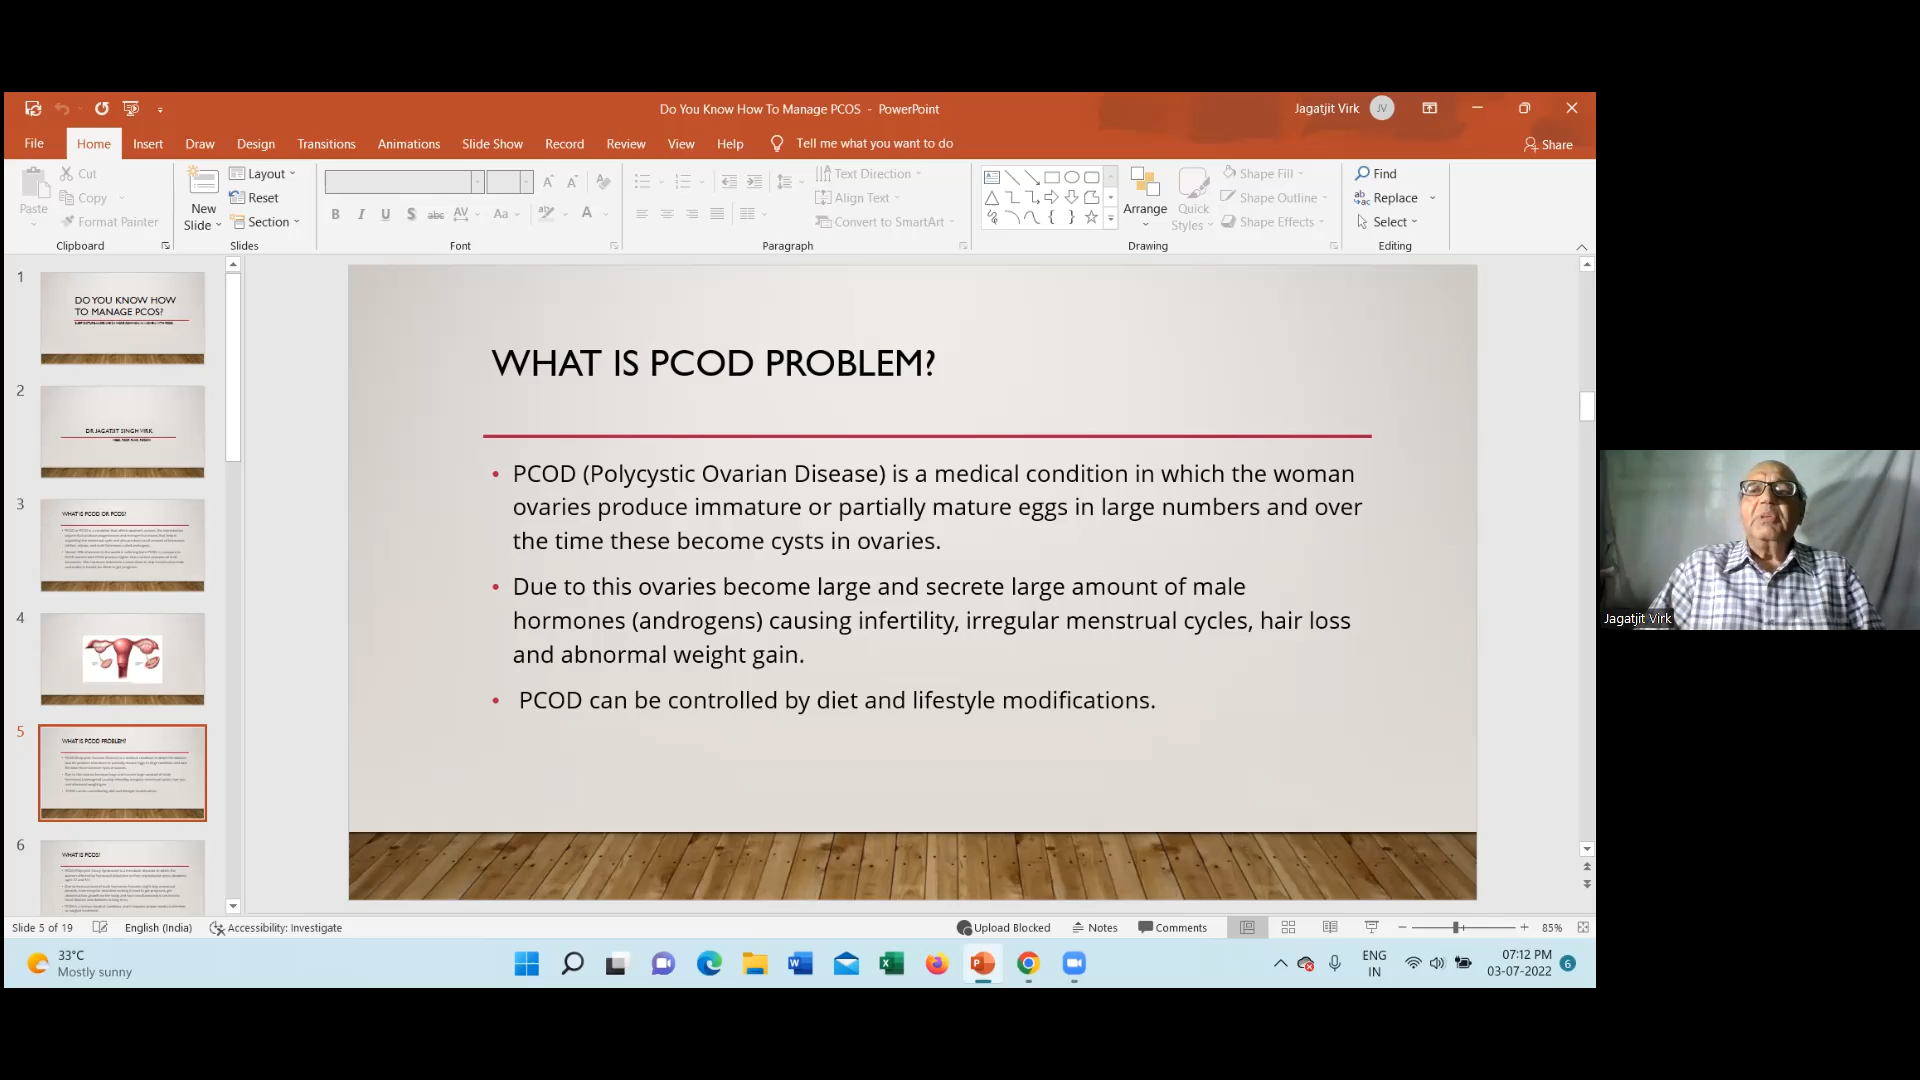 Do You Know How To Manage PCOS - PowerPoint
Jagatjit Virk
JV
File Home Insert Draw Design Transitions Animations Slide Show Record Review View Help Tell me what you want to do
Share
Paste
Cut
Copy
Format Painter
Clipboard
New Slide
Layout
Reset
Section
Slides
B I U S abc AV Aa A
Font
Text Direction
Align Text
Convert to SmartArt
Paragraph
Arrange
Quick Styles
Shape Fill
Shape Outline
Shape Effects
Drawing
Find
Replace
Select
Editing
1
DO YOU KNOW HOW
TO MANAGE PCOS?
2
DR JAGATJIT SINGH VIRK
3
WHAT IS PCOD OR PCOS?
4
5
WHAT IS PCOD PROBLEM?
6
WHAT IS PCOS?
WHAT IS PCOD PROBLEM?
• PCOD (Polycystic Ovarian Disease) is a medical condition in which the woman
ovaries produce immature or partially mature eggs in large numbers and over
the time these become cysts in ovaries.
• Due to this ovaries become large and secrete large amount of male
hormones (androgens) causing infertility, irregular menstrual cycles, hair loss
and abnormal weight gain.
• PCOD can be controlled by diet and lifestyle modifications.
Jagatjit Virk
Slide 5 of 19 English (India) Accessibility: Investigate
Upload Blocked Notes Comments 85%
33°C
Mostly sunny
ENG
IN
07:12 PM
03-07-2022
6